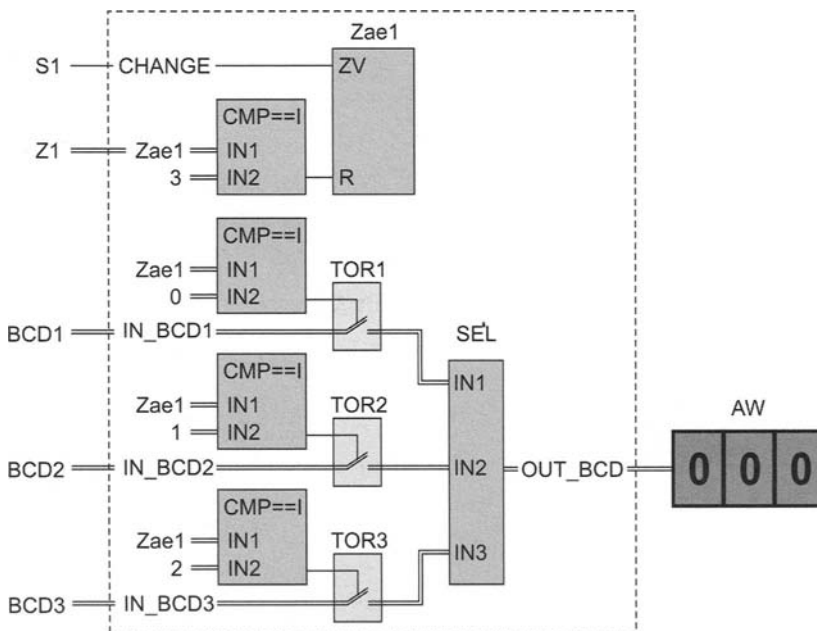 Zae1
S1 CHANGE ZV
CMP==I
Z1 Zae1 IN1
3 IN2 R
CMP==I
Zae1 IN1 TOR1
0 IN2
BCD1 IN_BCD1 SEL
CMP==I
IN1
Zae1 IN1 TOR2 AW
1 IN2
BCD2 IN_BCD2 IN2 OUT_BCD 0 0 0
CMP==I
Zae1 IN1 TOR3 IN3
2 IN2
BCD3 IN_BCD3